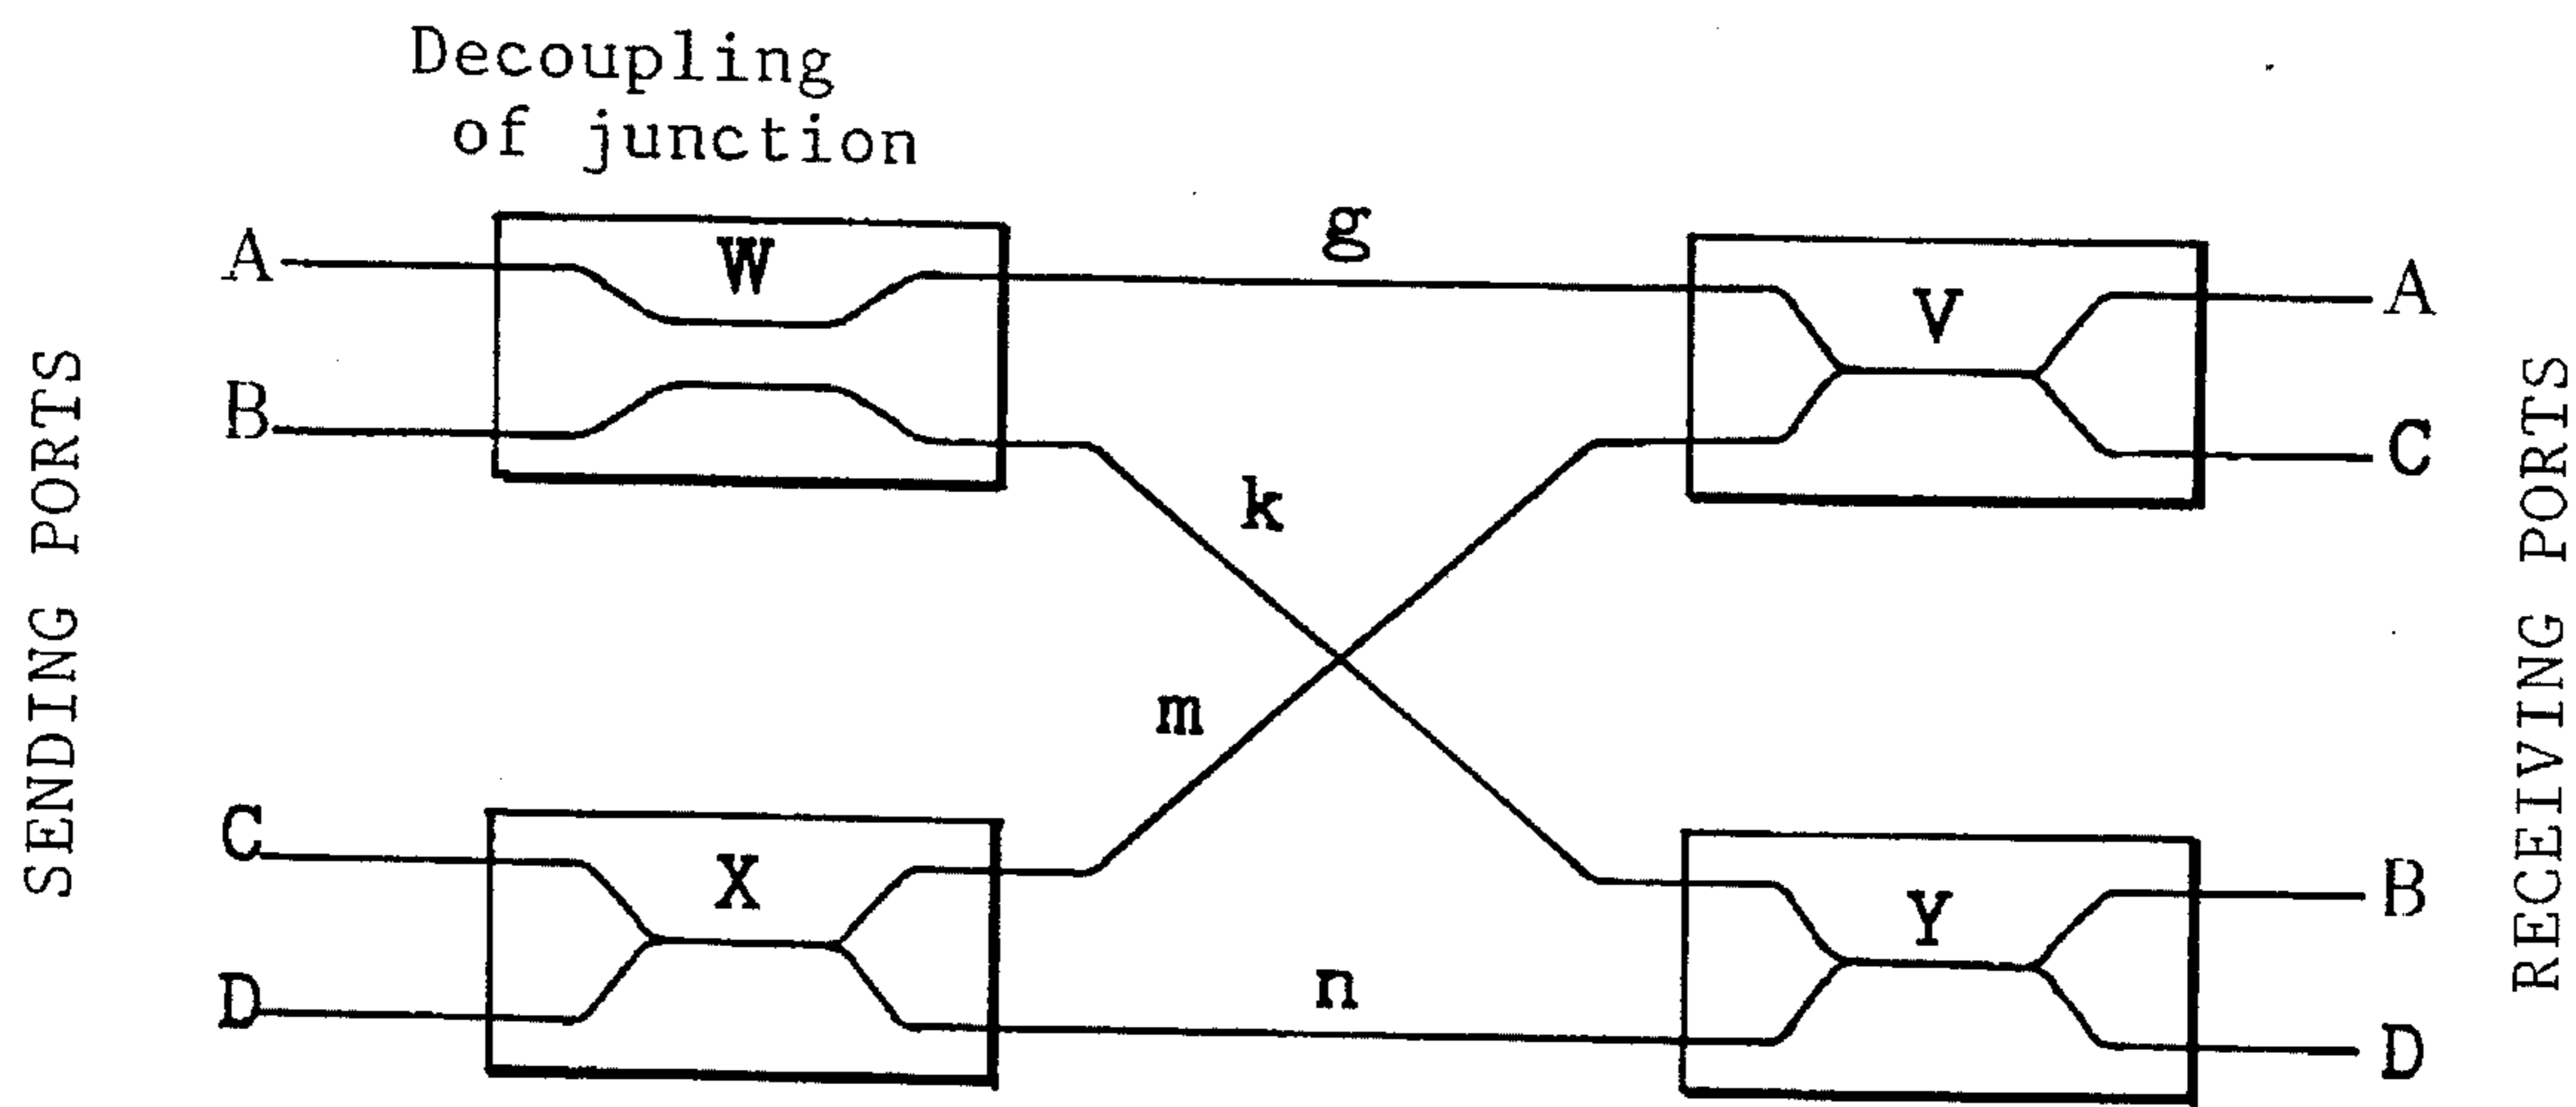 Decoupling
of junction
SENDING PORTS
A
B
C
D
W
X
g
k
m
n
V
Y
A
C
B
D
RECEIVING PORTS